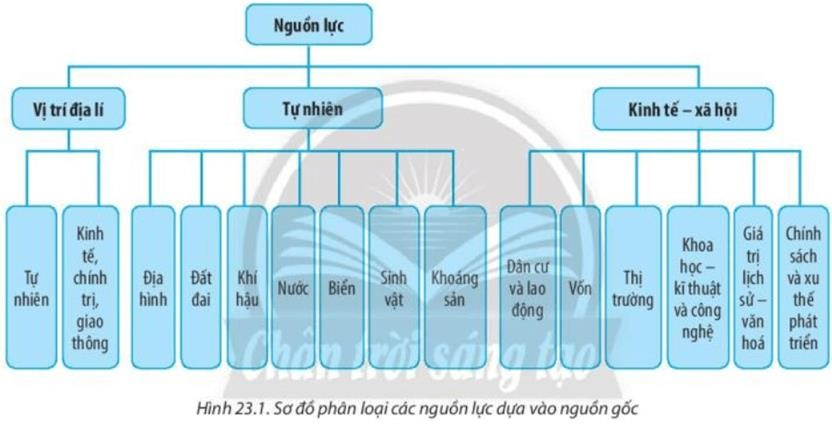 Nguồn lực
Vị trí địa lí
Tự nhiên
Kinh tế – xã hội
Tự
nhiên
Kinh
tế,
chính
trị,
giao
thông
Địa
hình
Đất
đai
Khí
hậu
Nước
Biển
Sinh
vật
Khoáng
sản
Dân cư
và lao
động
Vốn
Thị
trường
Khoa
học –
kĩ thuật
và công
nghệ
Giá
trị
lịch
sử –
văn
hoá
Chính
sách
và xu
thế
phát
triển
Chân trời sáng tạo
Hình 23.1. Sơ đồ phân loại các nguồn lực dựa vào nguồn gốc